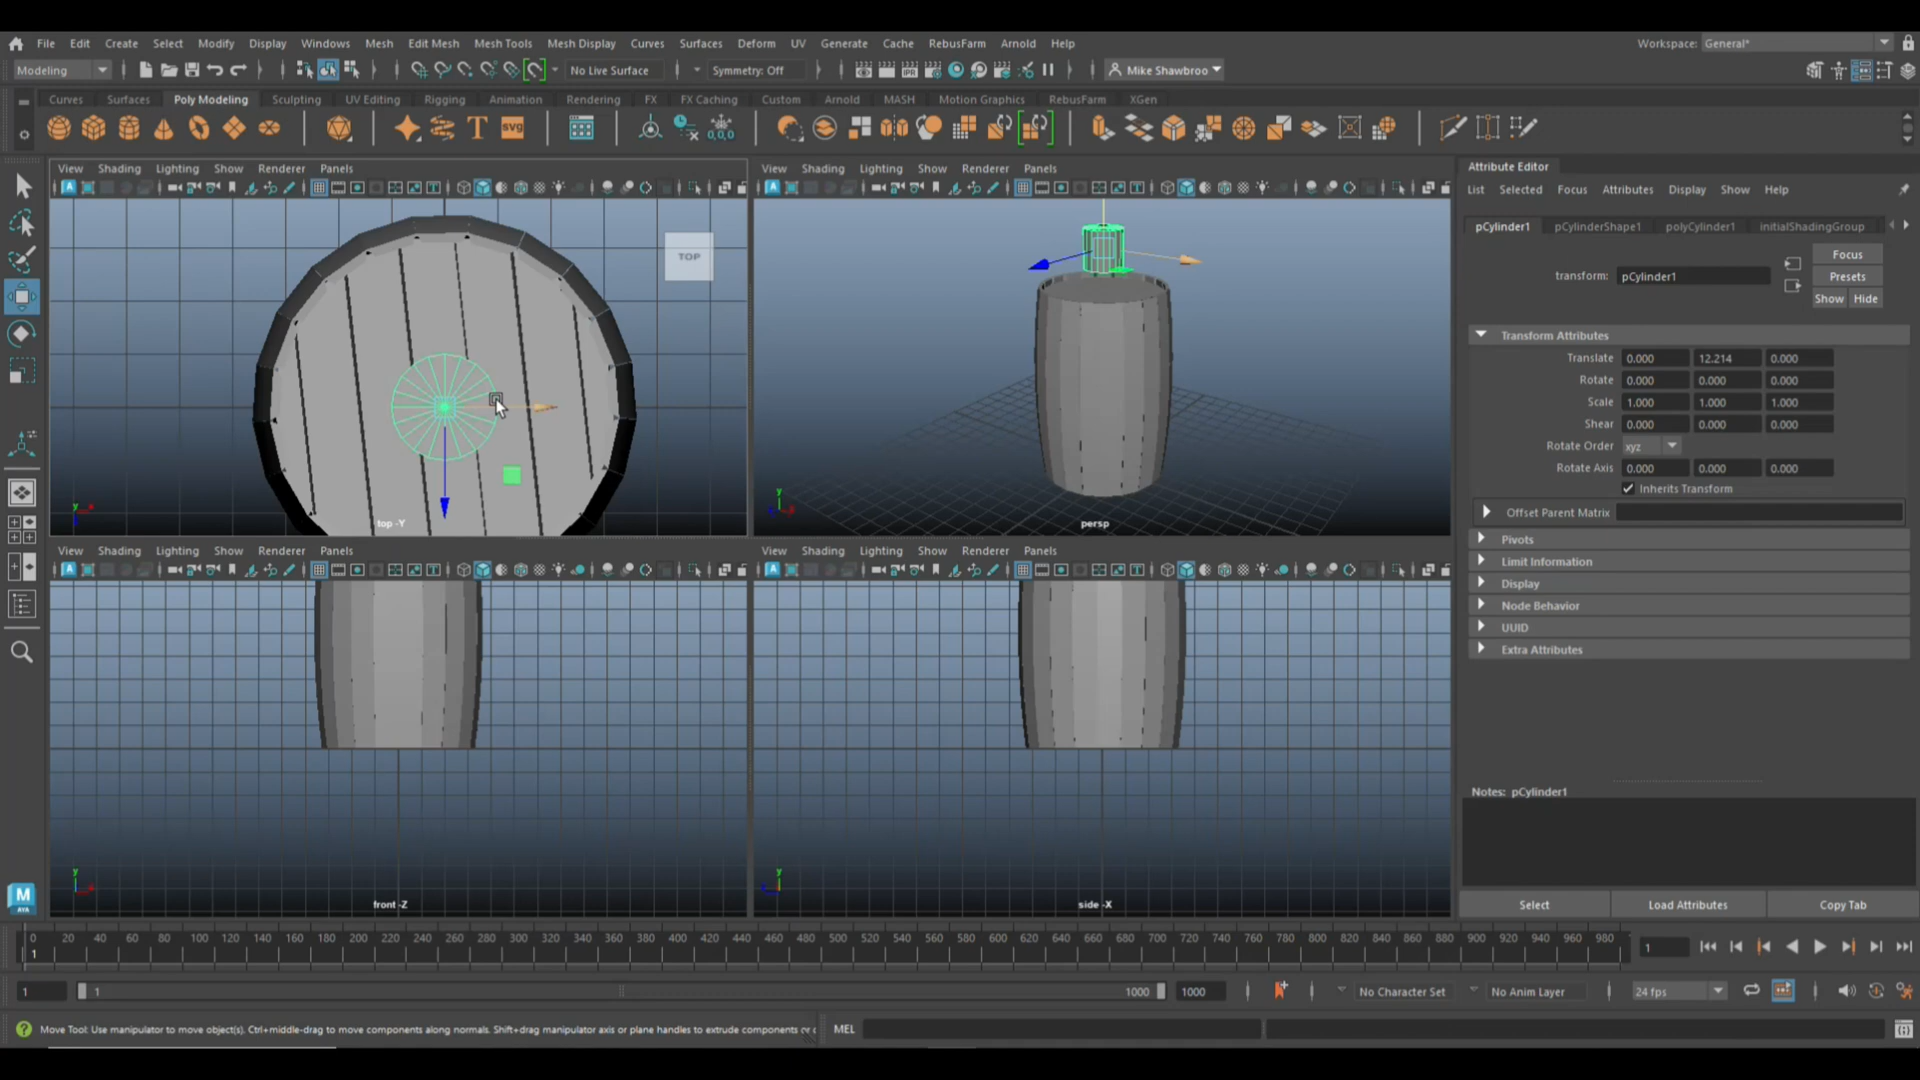 File Edit Create Select Modify Display Windows Mesh Edit Mesh Mesh Tools Mesh Display Curves Surfaces Deform UV Generate Cache RebusFarm Arnold Help Workspace: General*
Modeling No Live Surface Symmetry: Off Mike Shawbroo
Curves Surfaces Poly Modeling Sculpting UV Editing Rigging Animation Rendering FX FX Caching Custom Arnold MASH Motion Graphics RebusFarm XGen
View Shading Lighting Show Renderer Panels
TOP
top -Y
View Shading Lighting Show Renderer Panels
persp
View Shading Lighting Show Renderer Panels
front -Z
View Shading Lighting Show Renderer Panels
side -X
Attribute Editor
List Selected Focus Attributes Display Show Help
pCylinder1 pCylinderShape1 polyCylinder1 initialShadingGroup
Focus
transform: pCylinder1 Presets
Show Hide
Transform Attributes
Translate 0.000 12.214 0.000
Rotate 0.000 0.000 0.000
Scale 1.000 1.000 1.000
Shear 0.000 0.000 0.000
Rotate Order xyz
Rotate Axis 0.000 0.000 0.000
Inherits Transform
Offset Parent Matrix
Pivots
Limit Information
Display
Node Behavior
UUID
Extra Attributes
Notes: pCylinder1
Select Load Attributes Copy Tab
0 20 40 60 80 100 120 140 160 180 200 220 240 260 280 300 320 340 360 380 400 420 440 460 480 500 520 540 560 580 600 620 640 660 680 700 720 740 760 780 800 820 840 860 880 900 920 940 960 980
1 1
1 1 1000 1000 No Character Set No Anim Layer 24 fps
Move Tool: Use manipulator to move object(s). Ctrl+middle-drag to move components along normals. Shift+drag manipulator axis or plane handles to extrude components or MEL